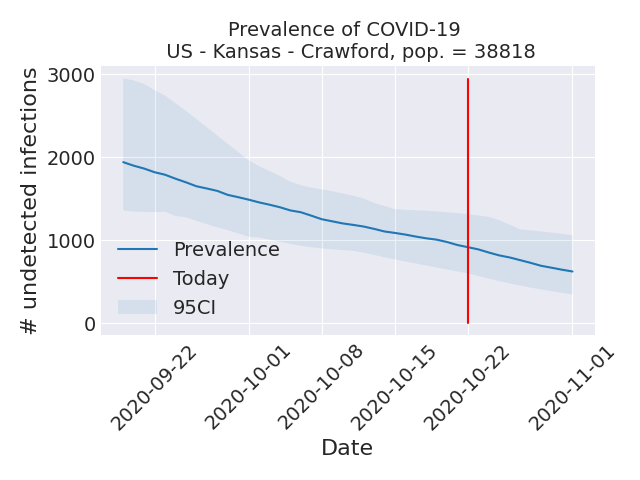 Prevalence of COVID-19
US - Kansas - Crawford, pop. = 38818
# undetected infections
3000
2000
1000
0
Prevalence
Today
95CI
2020-09-22
2020-10-01
2020-10-08
2020-10-15
2020-10-22
2020-11-01
Date